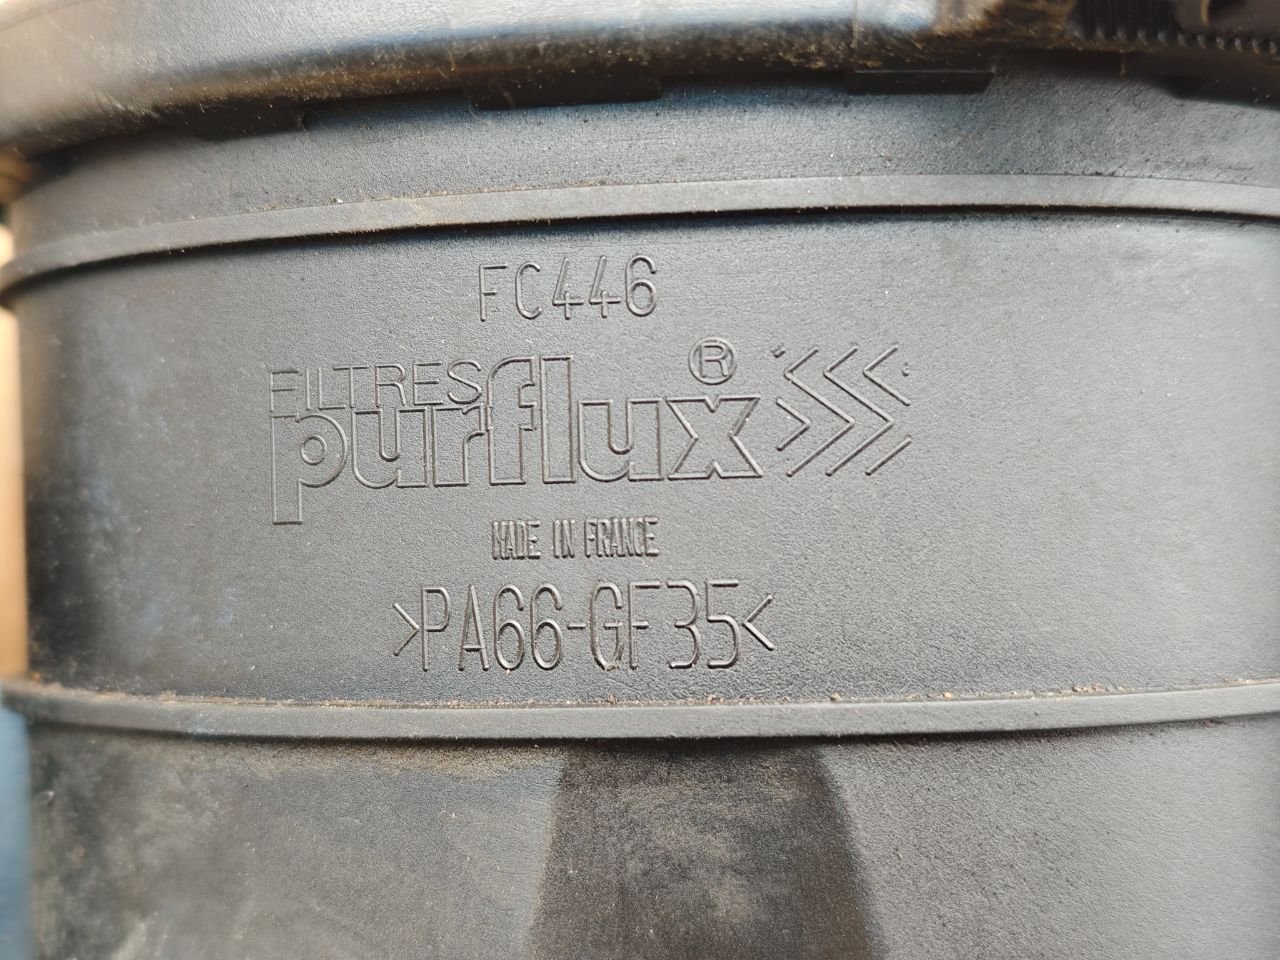 FC446
FILTRES
purflux®
MADE IN FRANCE
>PA66-GF35<